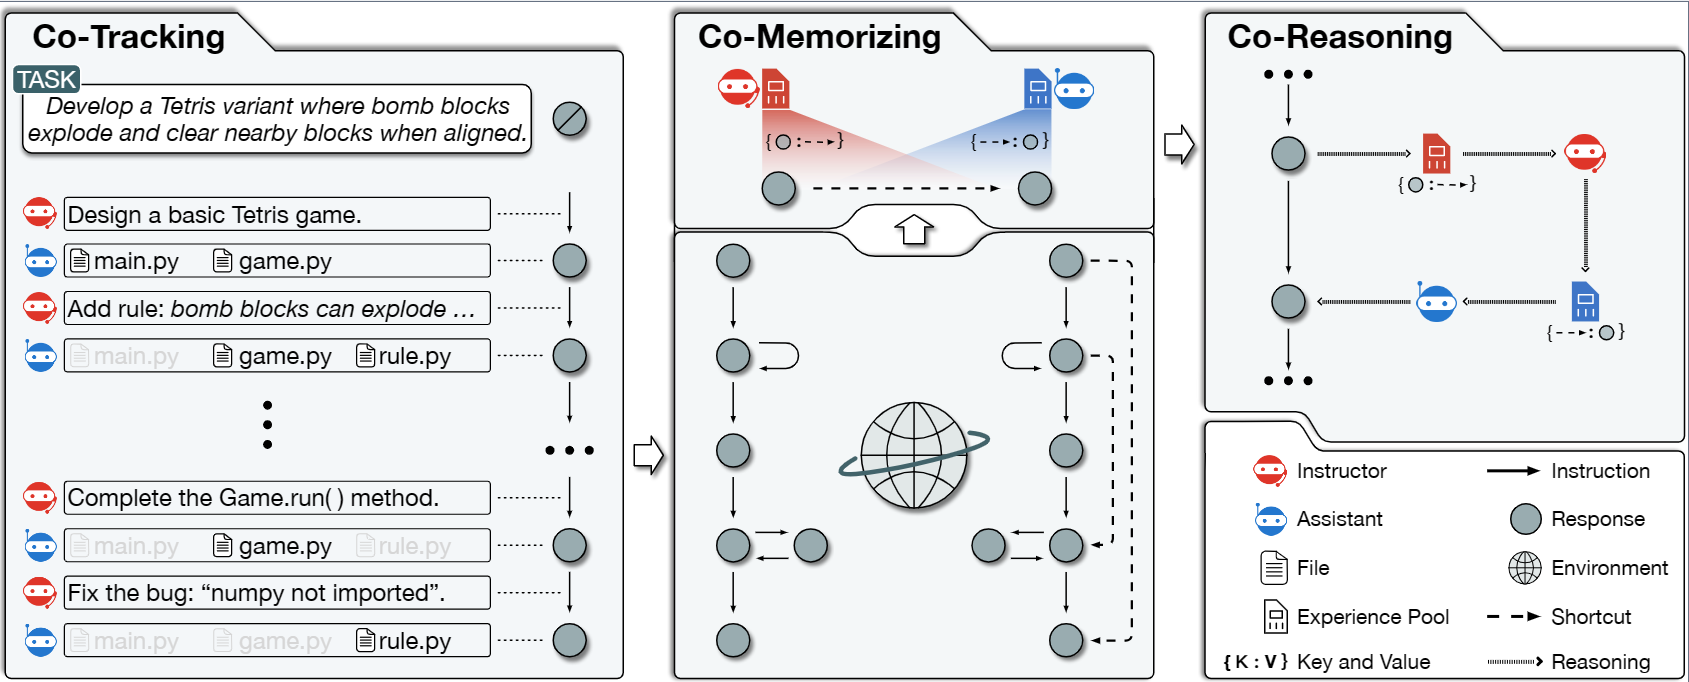 Co-Tracking
TASK
Develop a Tetris variant where bomb blocks
explode and clear nearby blocks when aligned.
Design a basic Tetris game.
main.py game.py
Add rule: bomb blocks can explode ...
main.py game.py rule.py
Complete the Game.run( ) method.
main.py game.py rule.py
Fix the bug: “numpy not imported”.
main.py game.py rule.py
Co-Memorizing
Co-Reasoning
Instructor
Instruction
Assistant
Response
File
Environment
Experience Pool
Shortcut
{ K : V } Key and Value
Reasoning